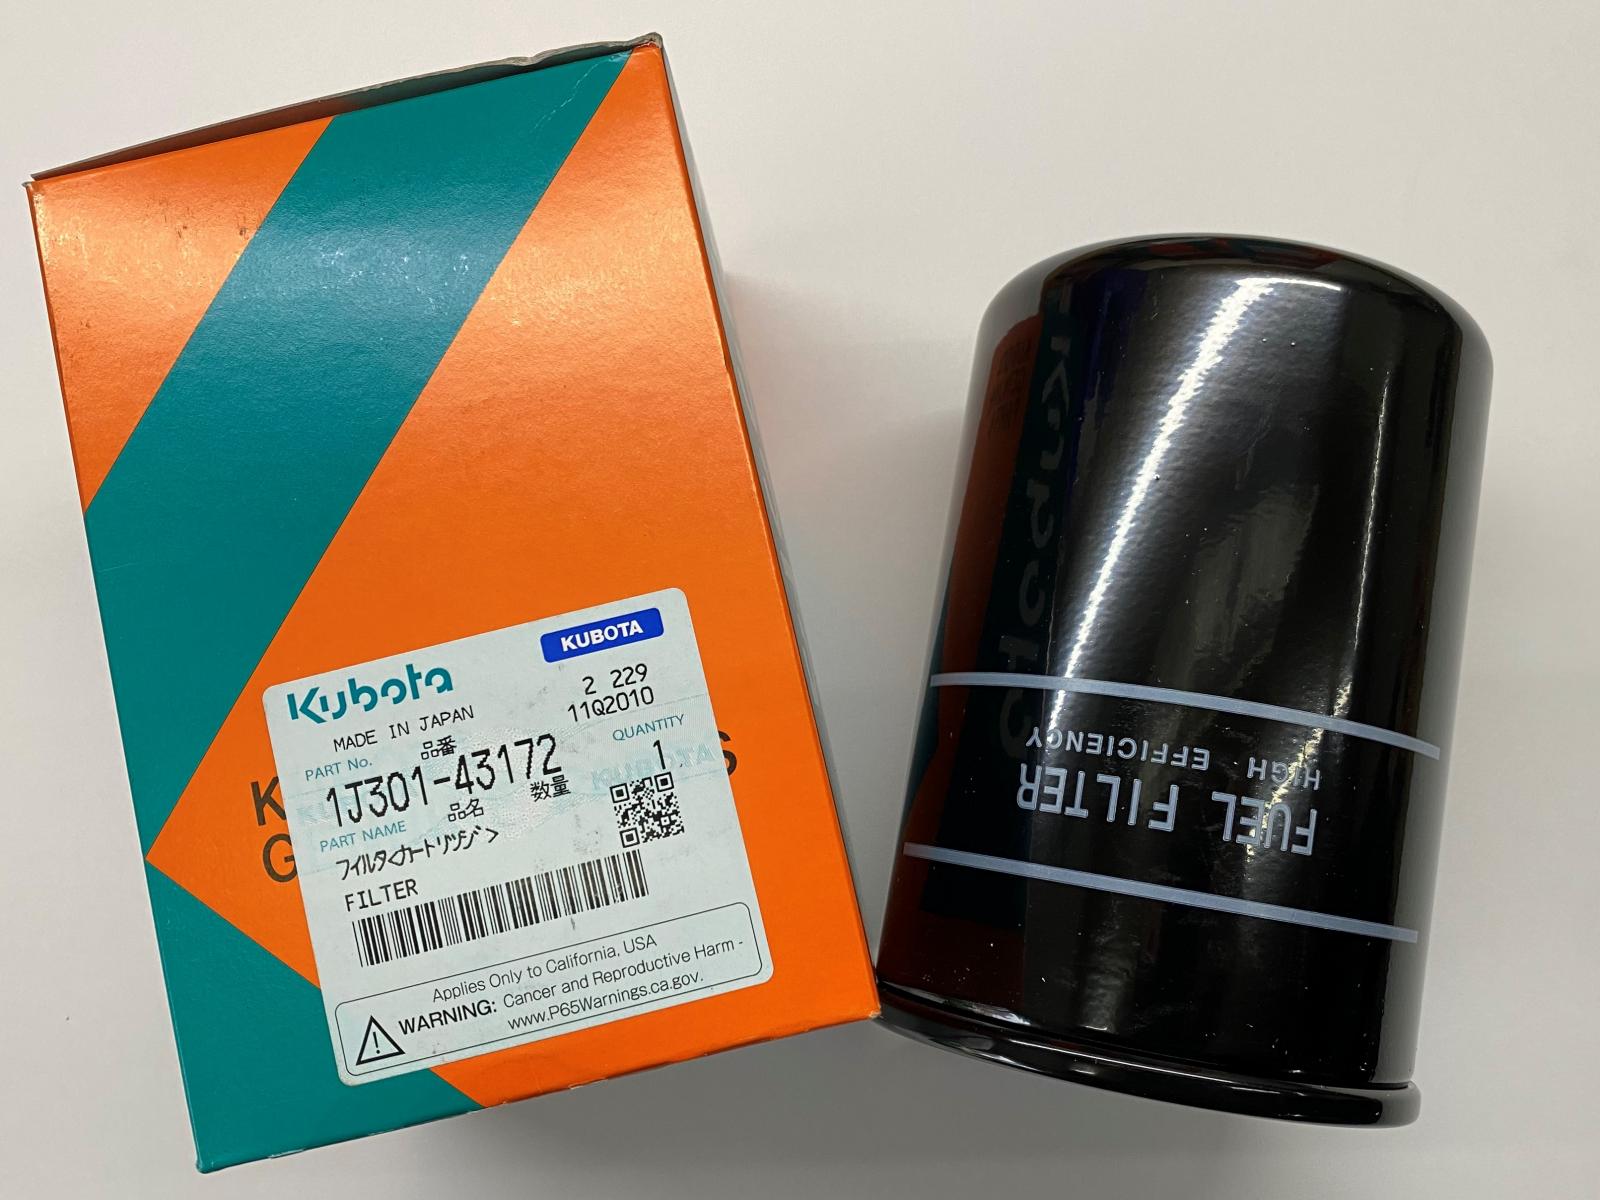 Kubota
KUBOTA
2 229
11Q2010
MADE IN JAPAN
品番
PART No.
1J301-43172
QUANTITY
1
数量
品名
PART NAME
フィルタ<カートリッジ>
FILTER
KUBOTA
Applies Only to California, USA
WARNING: Cancer and Reproductive Harm -
www.P65Warnings.ca.gov.
FUEL FILTER
HIGH EFFICIENCY